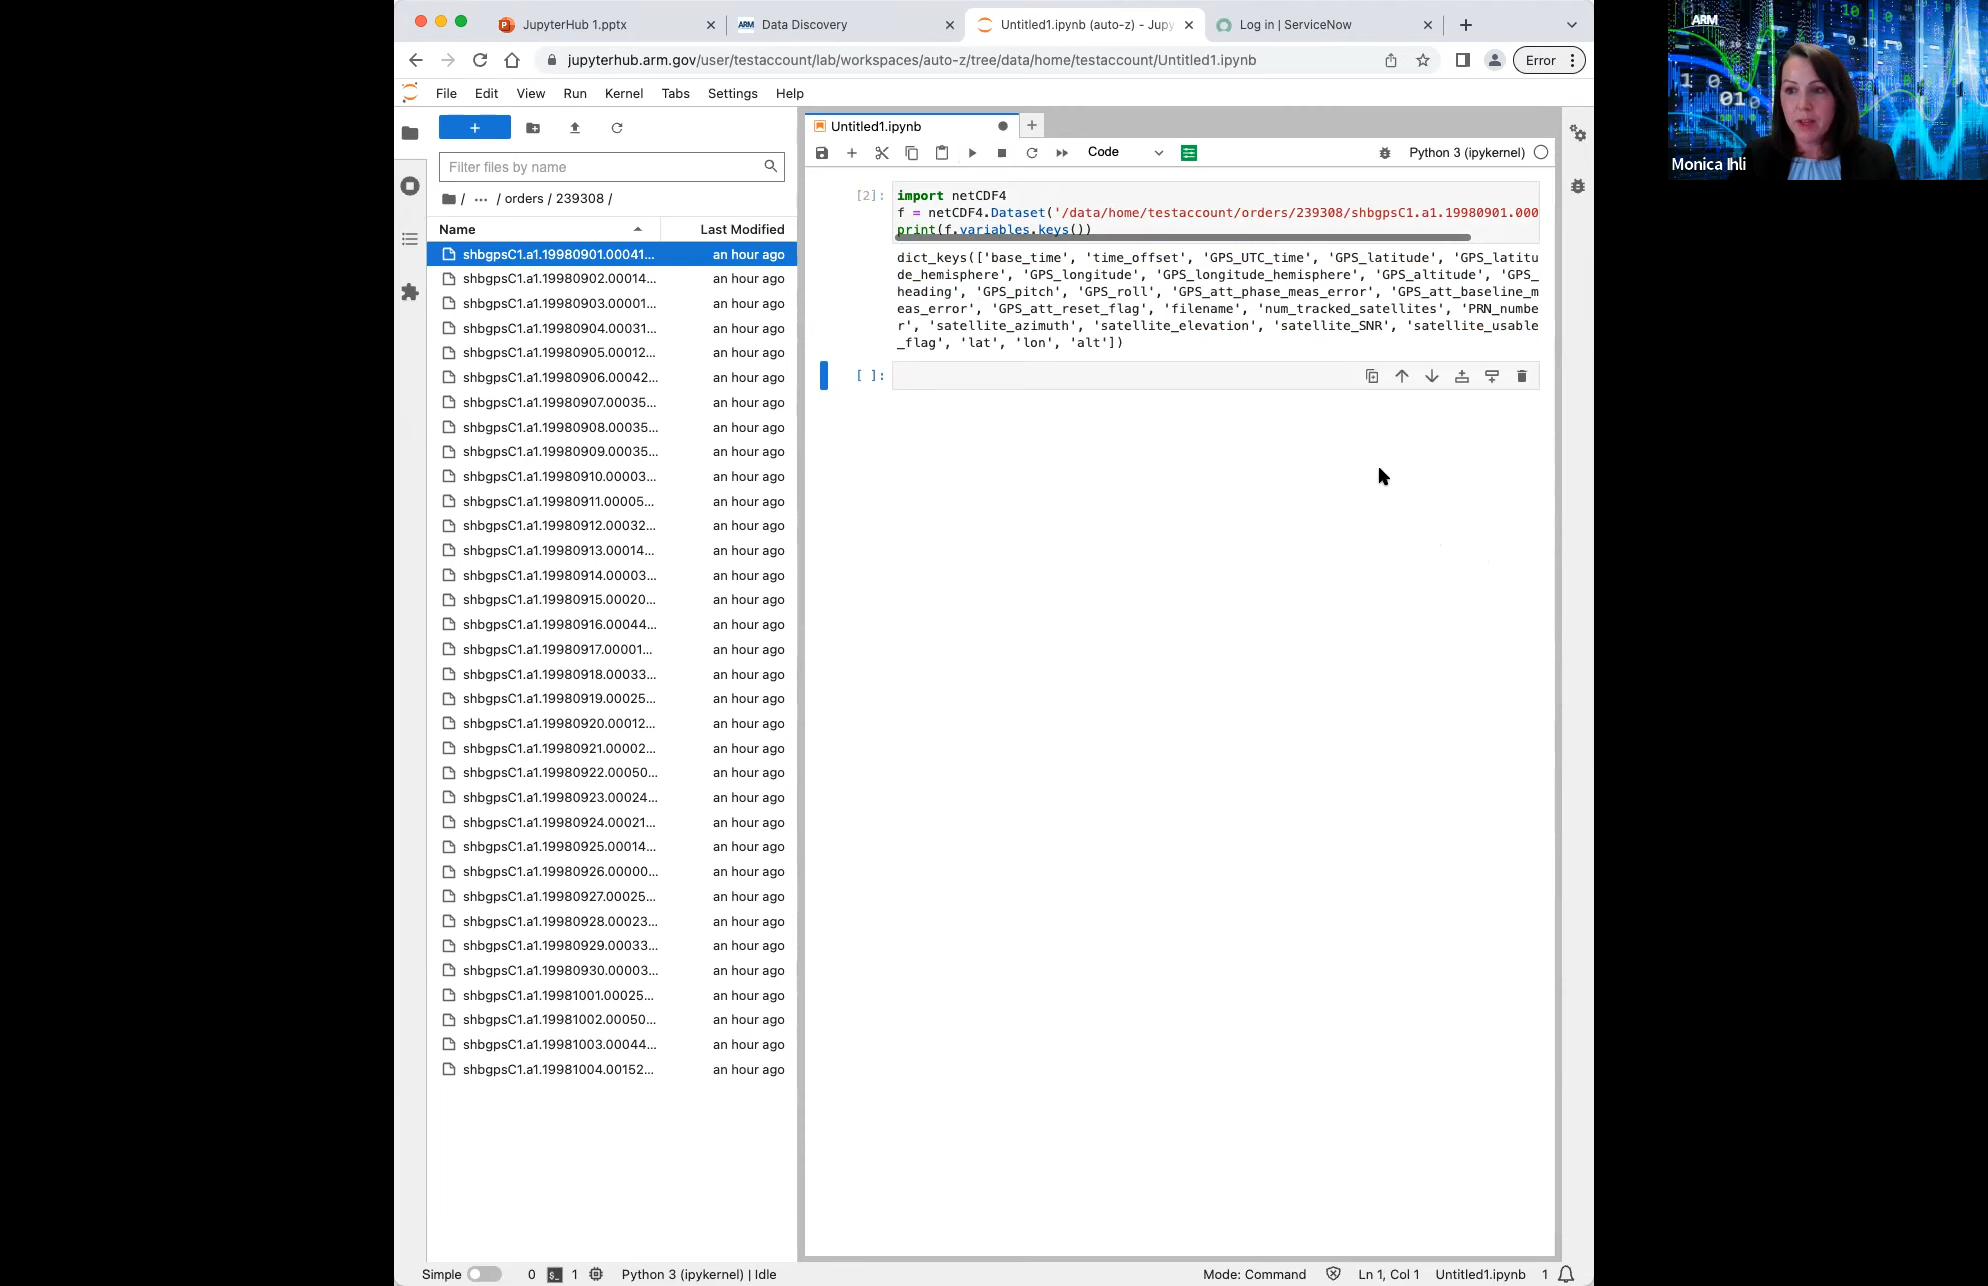 JupyterHub 1.pptx
ARM Data Discovery
Untitled1.ipynb (auto-z) - Jupy
Log in | ServiceNow
jupyterhub.arm.gov/user/testaccount/lab/workspaces/auto-z/tree/data/home/testaccount/Untitled1.ipynb
Error
File Edit View Run Kernel Tabs Settings Help
Filter files by name
/ ... / orders / 239308 /
Name Last Modified
shbgpsC1.a1.19980901.00041... an hour ago
shbgpsC1.a1.19980902.00014... an hour ago
shbgpsC1.a1.19980903.00001... an hour ago
shbgpsC1.a1.19980904.00031... an hour ago
shbgpsC1.a1.19980905.00012... an hour ago
shbgpsC1.a1.19980906.00042... an hour ago
shbgpsC1.a1.19980907.00035... an hour ago
shbgpsC1.a1.19980908.00035... an hour ago
shbgpsC1.a1.19980909.00035... an hour ago
shbgpsC1.a1.19980910.00003... an hour ago
shbgpsC1.a1.19980911.00005... an hour ago
shbgpsC1.a1.19980912.00032... an hour ago
shbgpsC1.a1.19980913.00014... an hour ago
shbgpsC1.a1.19980914.00003... an hour ago
shbgpsC1.a1.19980915.00020... an hour ago
shbgpsC1.a1.19980916.00044... an hour ago
shbgpsC1.a1.19980917.00001... an hour ago
shbgpsC1.a1.19980918.00033... an hour ago
shbgpsC1.a1.19980919.00025... an hour ago
shbgpsC1.a1.19980920.00012... an hour ago
shbgpsC1.a1.19980921.00002... an hour ago
shbgpsC1.a1.19980922.00050... an hour ago
shbgpsC1.a1.19980923.00024... an hour ago
shbgpsC1.a1.19980924.00021... an hour ago
shbgpsC1.a1.19980925.00014... an hour ago
shbgpsC1.a1.19980926.00000... an hour ago
shbgpsC1.a1.19980927.00025... an hour ago
shbgpsC1.a1.19980928.00023... an hour ago
shbgpsC1.a1.19980929.00033... an hour ago
shbgpsC1.a1.19980930.00003... an hour ago
shbgpsC1.a1.19981001.00025... an hour ago
shbgpsC1.a1.19981002.00050... an hour ago
shbgpsC1.a1.19981003.00044... an hour ago
shbgpsC1.a1.19981004.00152... an hour ago
Untitled1.ipynb
Code
Python 3 (ipykernel)
[2]: import netCDF4
f = netCDF4.Dataset('/data/home/testaccount/orders/239308/shbgpsC1.a1.19980901.000
print(f.variables.keys())
dict_keys(['base_time', 'time_offset', 'GPS_UTC_time', 'GPS_latitude', 'GPS_latitu
de_hemisphere', 'GPS_longitude', 'GPS_longitude_hemisphere', 'GPS_altitude', 'GPS_
heading', 'GPS_pitch', 'GPS_roll', 'GPS_att_phase_meas_error', 'GPS_att_baseline_m
eas_error', 'GPS_att_reset_flag', 'filename', 'num_tracked_satellites', 'PRN_numbe
r', 'satellite_azimuth', 'satellite_elevation', 'satellite_SNR', 'satellite_usable
_flag', 'lat', 'lon', 'alt'])
[ ]:
Simple 0 1 Python 3 (ipykernel) | Idle
Mode: Command Ln 1, Col 1 Untitled1.ipynb 1
ARM
Monica Ihli